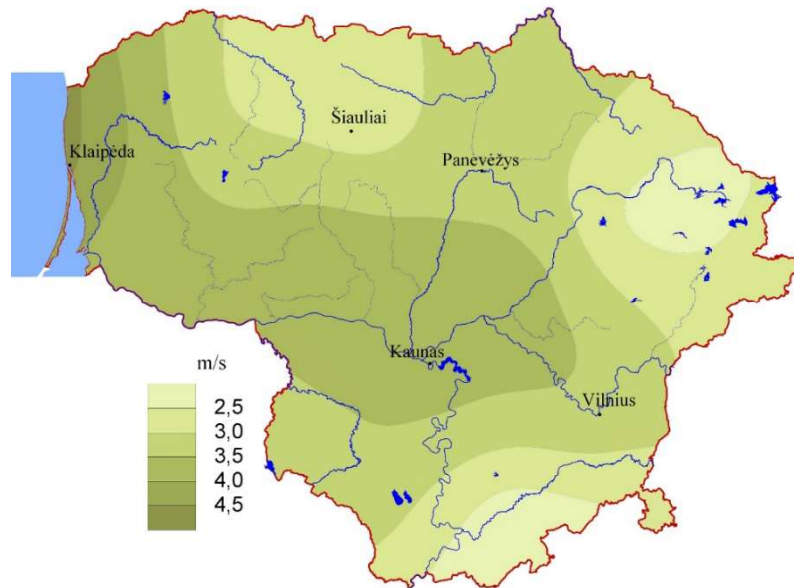 Šiauliai
Klaipėda
Panevėžys
m/s
Kaunas
2,5
3,0
Vilnius
3,5
4,0
4,5